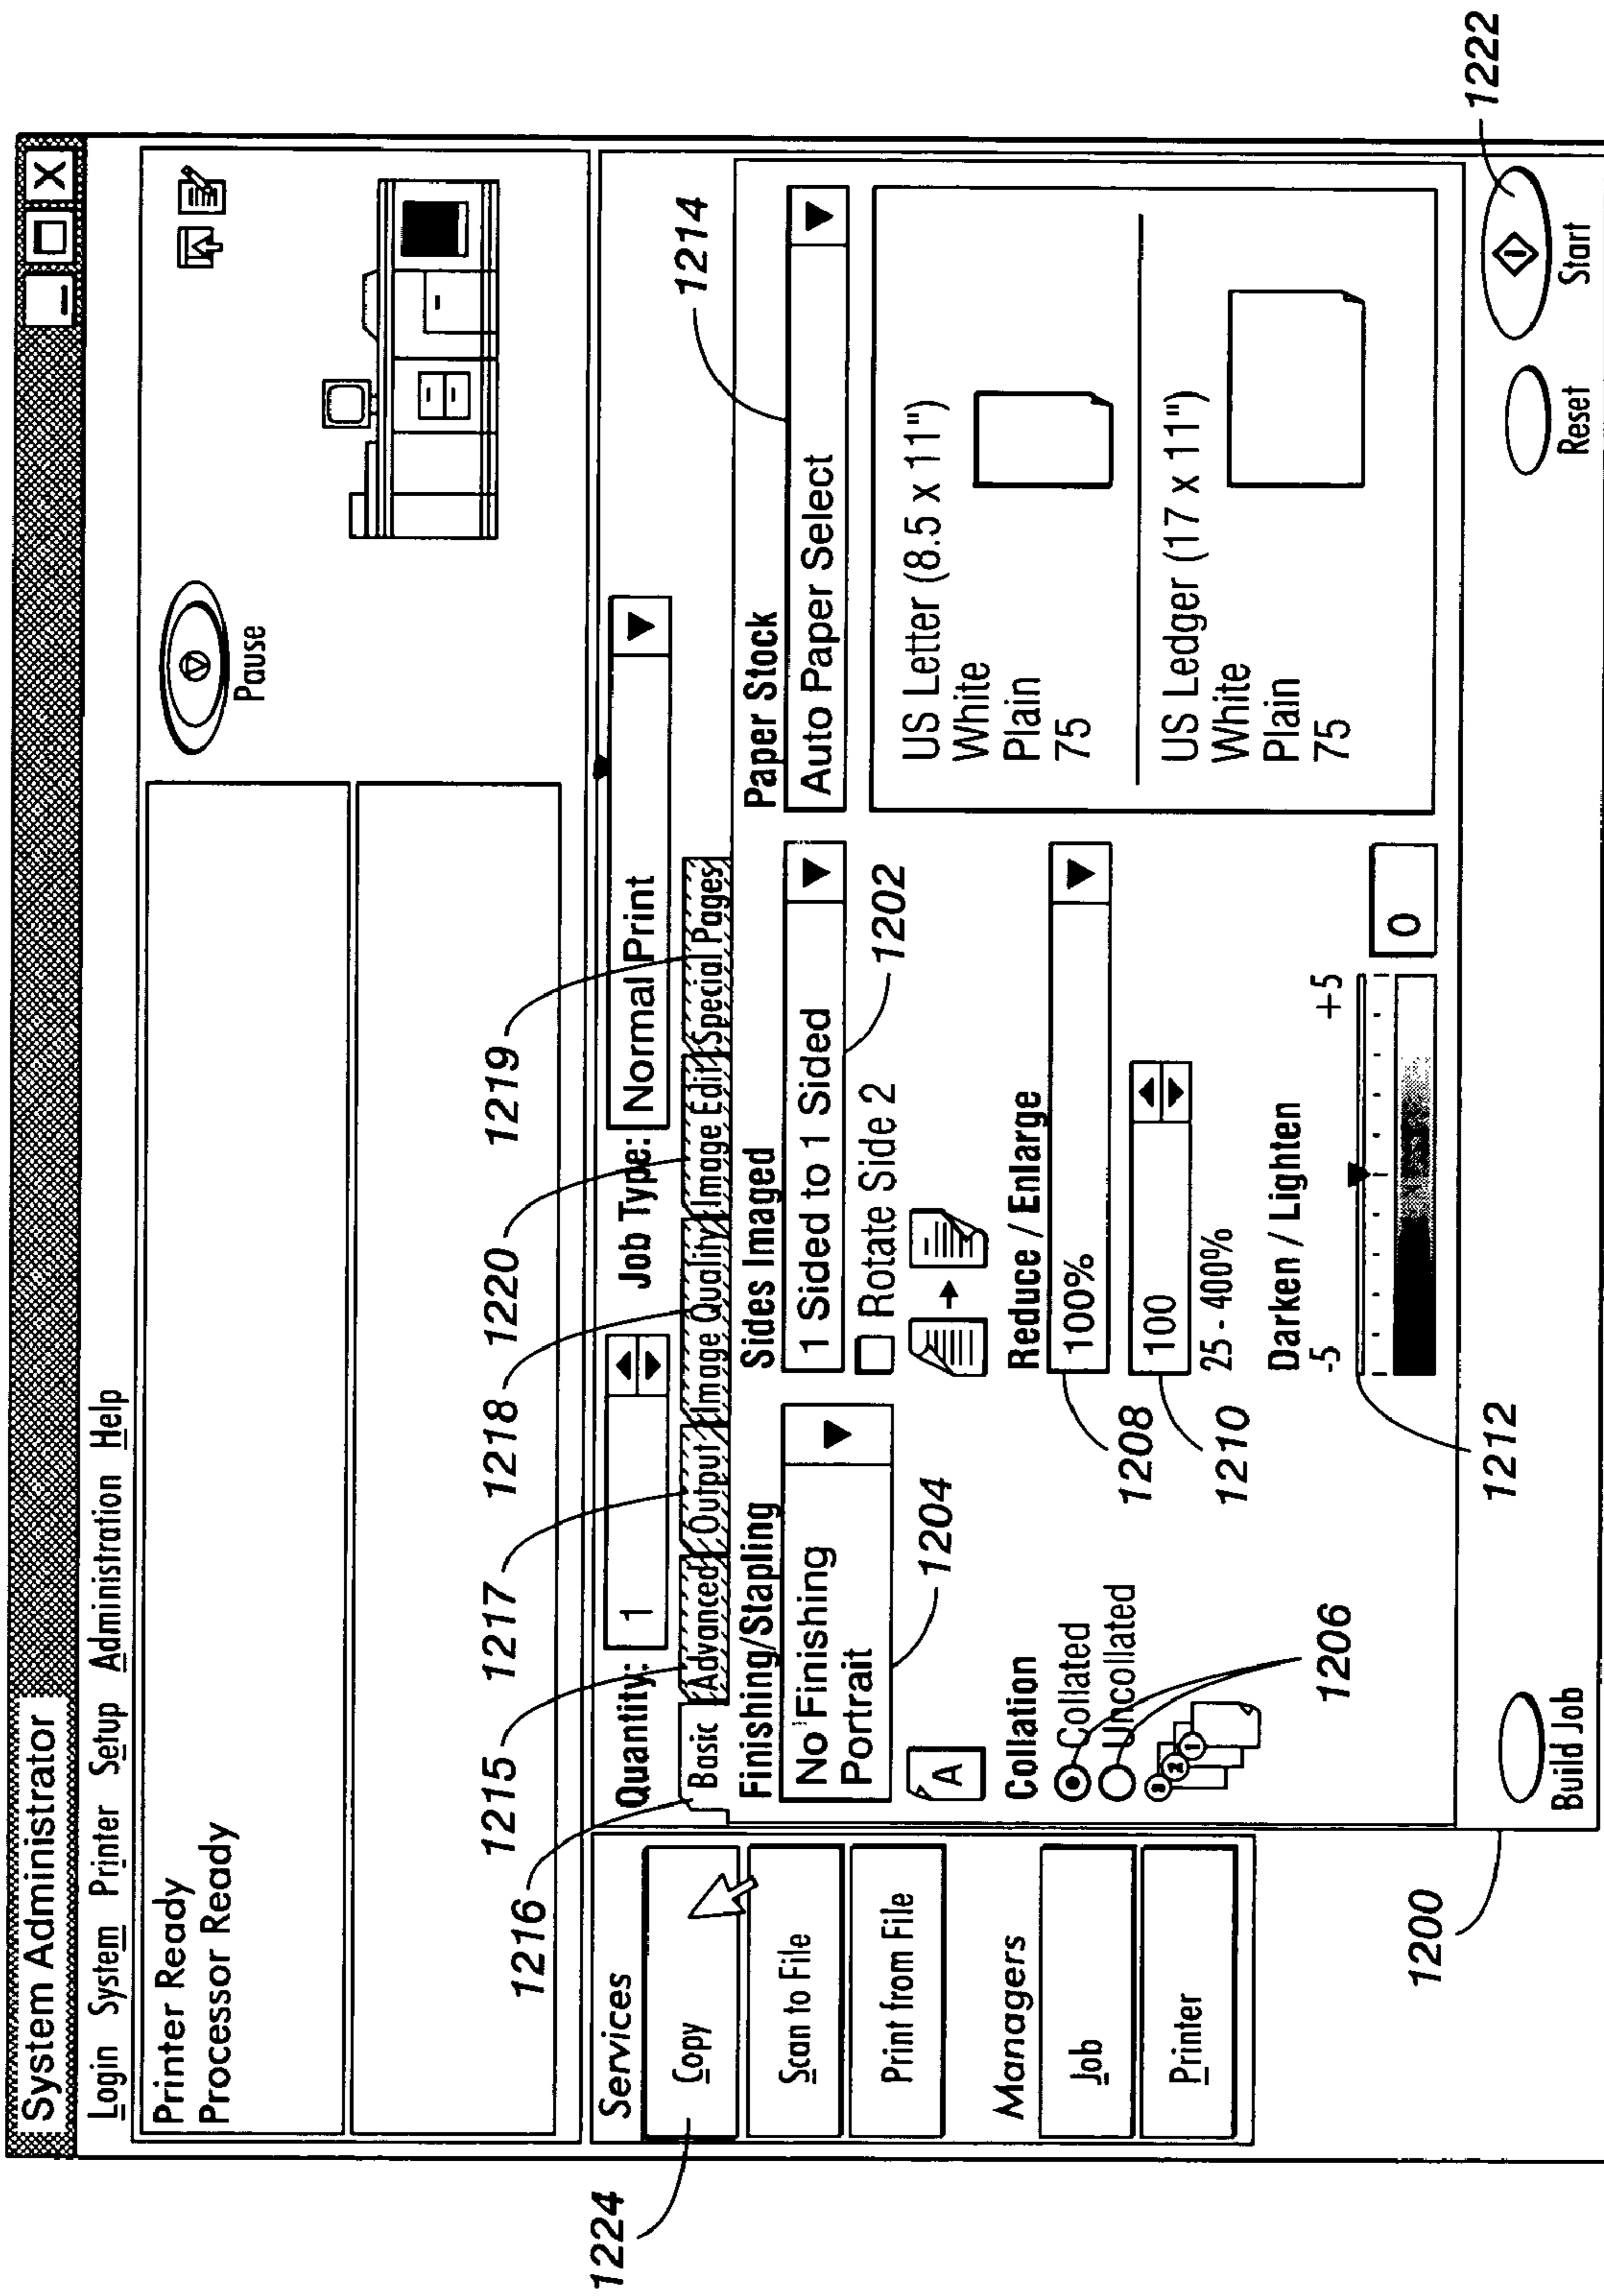 System Administrator
_ X
Login System Printer Setup Administration Help
Printer Ready
Processor Ready
Pause
1224
1216
1215
1217
1218
1220
1219
Services
Copy
Scan to File
Print from File
Managers
Job
Printer
Quantity: 1
Job Type: Normal Print
Basic Advanced Output Image Quality Image Edit Special Pages
Finishing/Stapling
No Finishing
Portrait
A
1204
Collation
Collated
Uncollated
3 2 1
1206
Sides Imaged
1 Sided to 1 Sided
1202
Rotate Side 2
Reduce / Enlarge
100%
1208
100
1210
25 - 400%
Darken / Lighten
-5 +5
0
1212
Paper Stock
1214
Auto Paper Select
US Letter (8.5 x 11")
White
Plain
75
US Ledger (17 x 11")
White
Plain
75
1200
Build Job
Reset
Start
1222